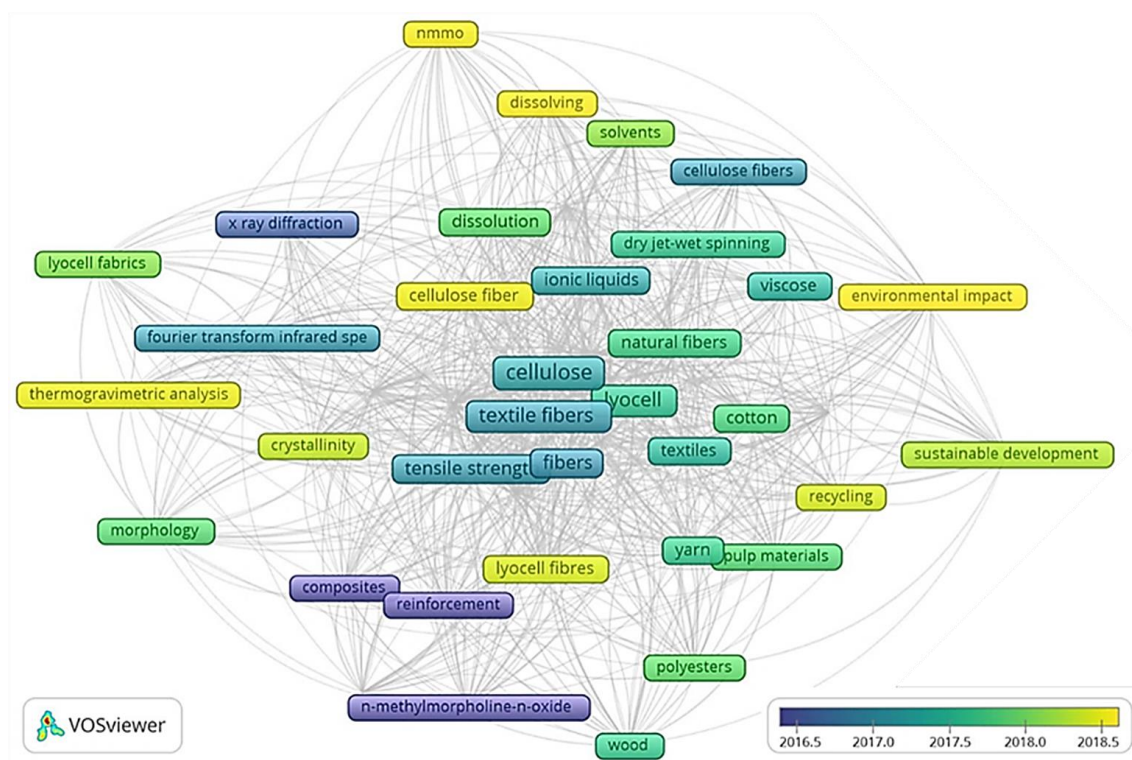 nmmo
dissolving
solvents
cellulose fibers
x ray diffraction
dissolution
dry jet-wet spinning
lyocell fabrics
ionic liquids
viscose
cellulose fiber
environmental impact
fourier transform infrared spe
natural fibers
cellulose
thermogravimetric analysis
lyocell
textile fibers
cotton
crystallinity
textiles
sustainable development
tensile strengt
fibers
recycling
morphology
yarn
pulp materials
lyocell fibres
composites
reinforcement
polyesters
n-methylmorpholine-n-oxide
wood
VOSviewer
2016.5 2017.0 2017.5 2018.0 2018.5